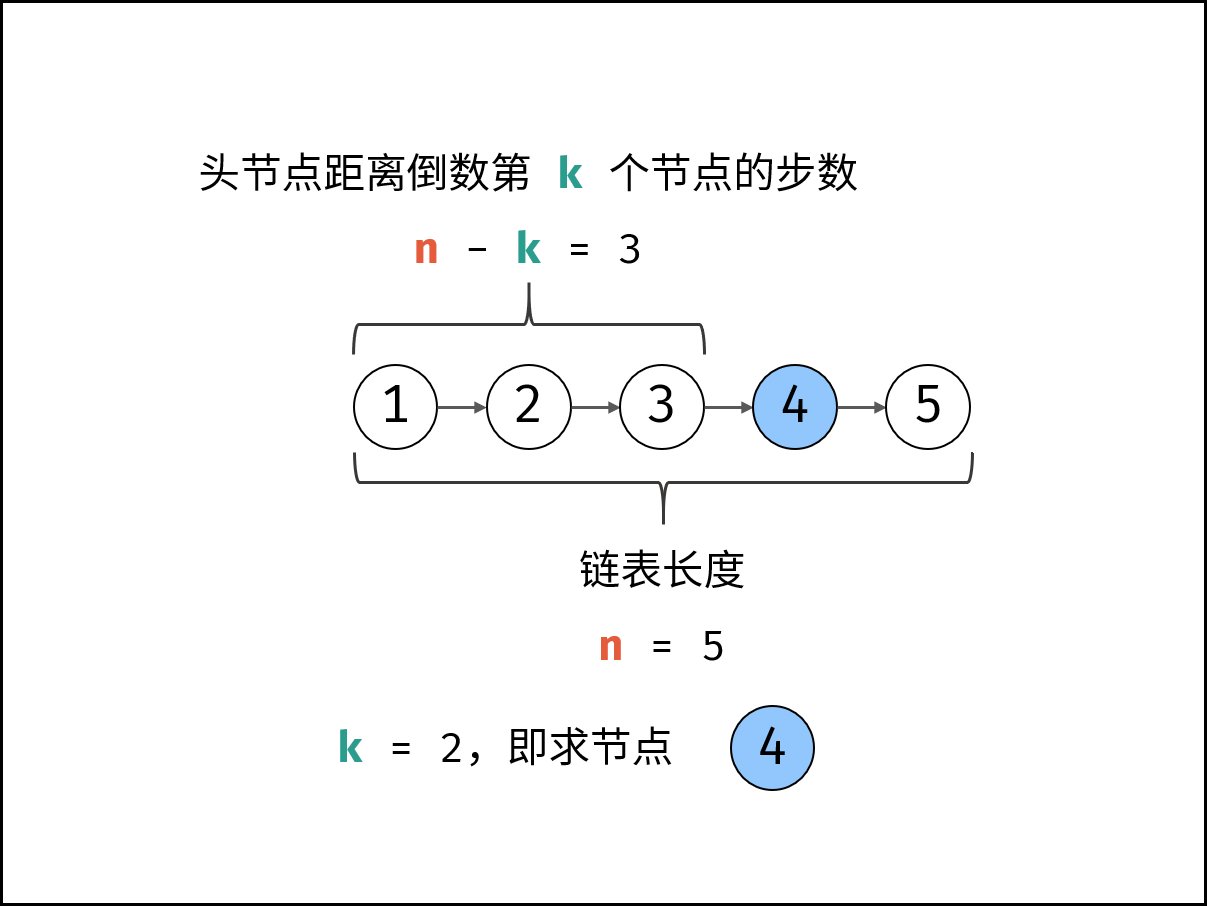 头节点距离倒数第 k 个节点的步数
n - k = 3
1 2 3 4 5
链表长度
n = 5
k = 2，即求节点 4